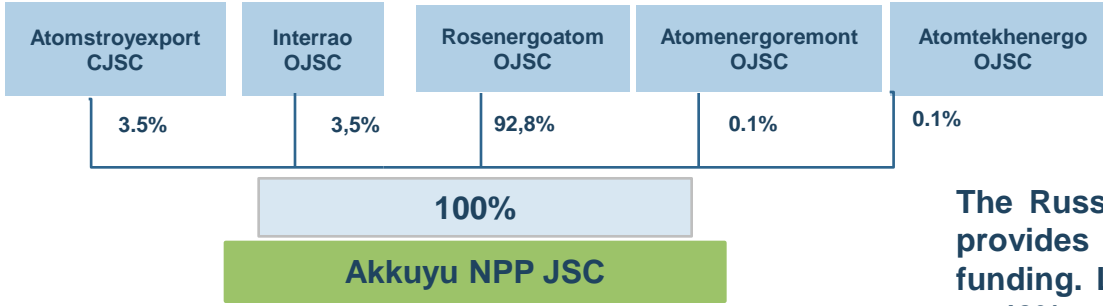 Atomstroyexport
CJSC
Interrao
OJSC
Rosenergoatom
OJSC
Atomenergoremont
OJSC
Atomtekhenergo
OJSC
3.5%
3,5%
92,8%
0.1%
0.1%
100%
Akkuyu NPP JSC
The Russ
provides
funding.